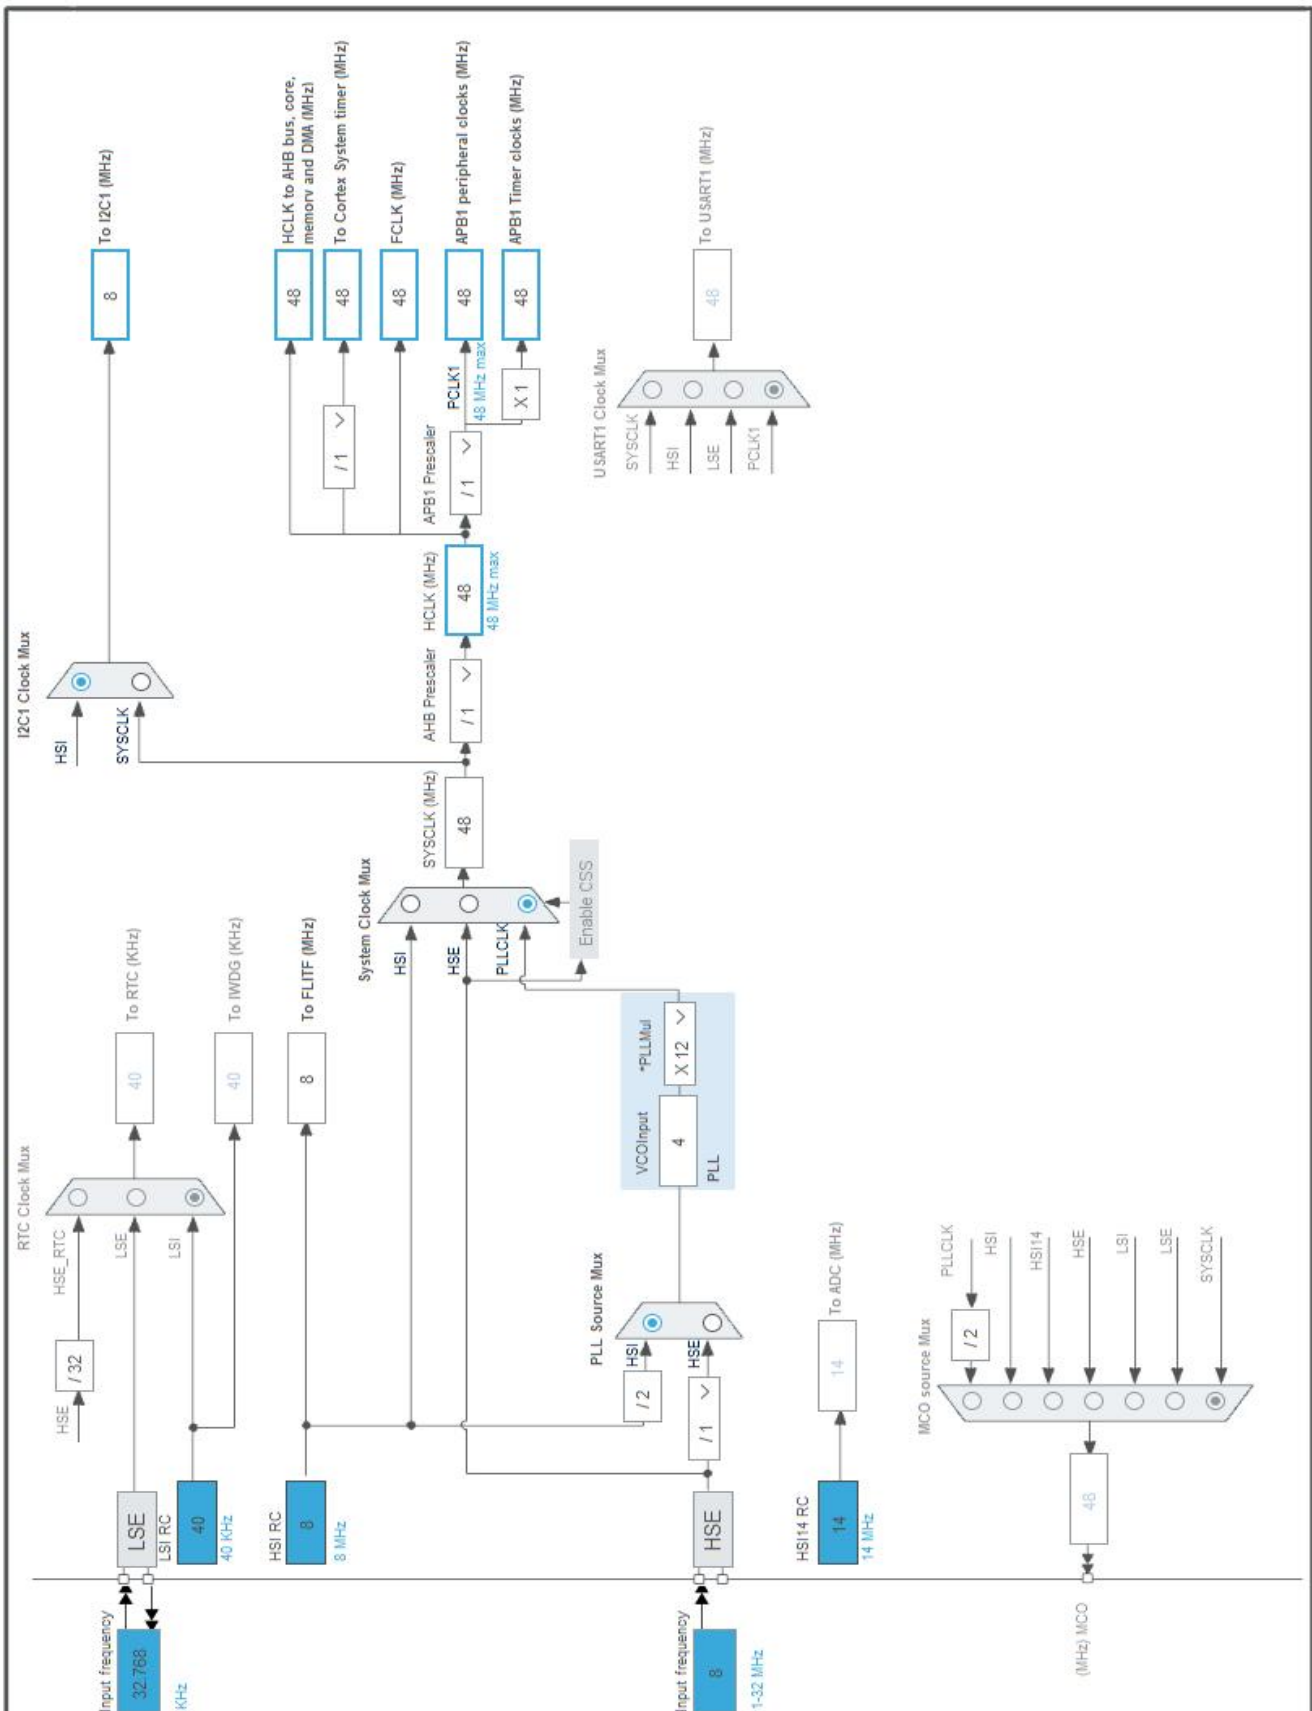 Input frequency
32.768
KHz
LSE
LSI RC
40
40 KHz
HSE
/ 32
HSE_RTC
LSE
LSI
RTC Clock Mux
40
To RTC (KHz)
40
To IWDG (KHz)
HSI RC
8
8 MHz
8
To FLITF (MHz)
I2C1 Clock Mux
HSI
SYSCLK
8
To I2C1 (MHz)
System Clock Mux
HSI
HSE
PLLCLK
Enable CSS
SYSCLK (MHz)
48
AHB Prescaler
/ 1
HCLK (MHz)
48
48 MHz max
48
HCLK to AHB bus, core,
memory and DMA (MHz)
/ 1
48
To Cortex System timer (MHz)
48
FCLK (MHz)
APB1 Prescaler
/ 1
PCLK1
48 MHz max
48
APB1 peripheral clocks (MHz)
X 1
48
APB1 Timer clocks (MHz)
Input frequency
8
1-32 MHz
HSE
/ 2
/ 1
PLL Source Mux
HSI
HSE
VCOInput
4
*PLLMul
X 12
PLL
USART1 Clock Mux
SYSCLK
HSI
LSE
PCLK1
48
To USART1 (MHz)
HSI14 RC
14
14 MHz
14
To ADC (MHz)
(MHz) MCO
48
MCO source Mux
/ 2
PLLCLK
HSI
HSI14
HSE
LSI
LSE
SYSCLK